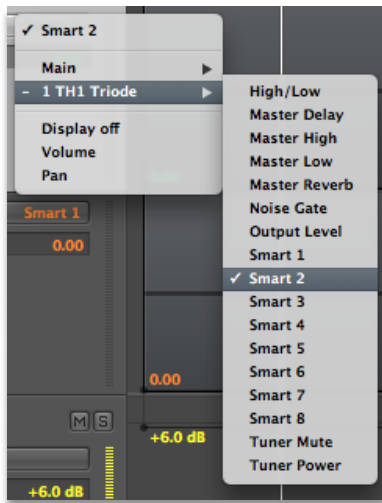 ✓ Smart 2
Main ▶
– 1 TH1 Triode ▶
Display off
Volume
Pan
High/Low
Master Delay
Master High
Master Low
Master Reverb
Noise Gate
Output Level
Smart 1
✓ Smart 2
Smart 3
Smart 4
Smart 5
Smart 6
Smart 7
Smart 8
Tuner Mute
Tuner Power
Smart 1
0.00
0.00
M S
+6.0 dB
+6.0 dB